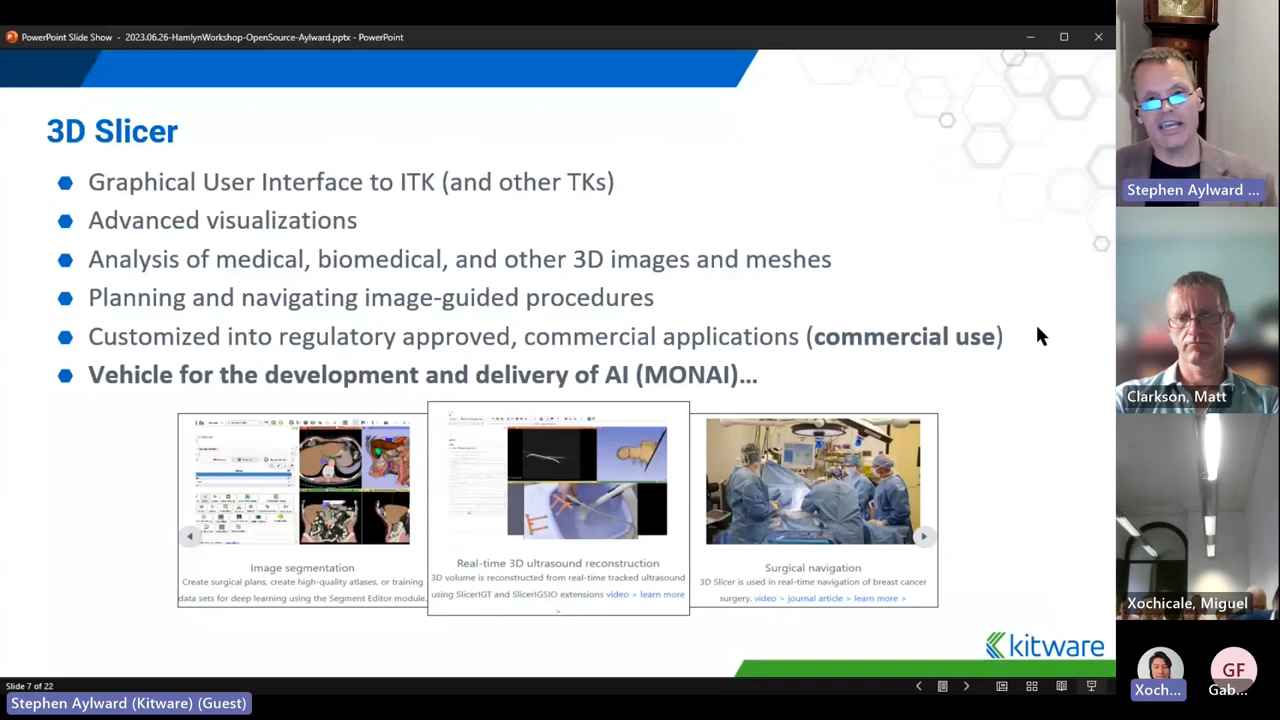 PowerPoint Slide Show - 2023.06.26-HamlynWorkshop-OpenSource-Aylward.pptx - PowerPoint
3D Slicer
Graphical User Interface to ITK (and other TKs)
Advanced visualizations
Analysis of medical, biomedical, and other 3D images and meshes
Planning and navigating image-guided procedures
Customized into regulatory approved, commercial applications (commercial use)
Vehicle for the development and delivery of AI (MONAI)...
Image segmentation
Create surgical plans, create high-quality atlases, or training
data sets for deep learning using the Segment Editor module.
Real-time 3D ultrasound reconstruction
3D volume is reconstructed from real-time tracked ultrasound
using SlicerIGT and SlicerIGSIO extensions video > learn more
>
Surgical navigation
3D Slicer is used in real-time navigation of breast cancer
surgery. video > journal article > learn more >
kitware
Slide 7 of 22
Stephen Aylward (Kitware) (Guest)
Stephen Aylward ...
Clarkson, Matt
Xochicale, Miguel
Xoch...
GF
Gab...